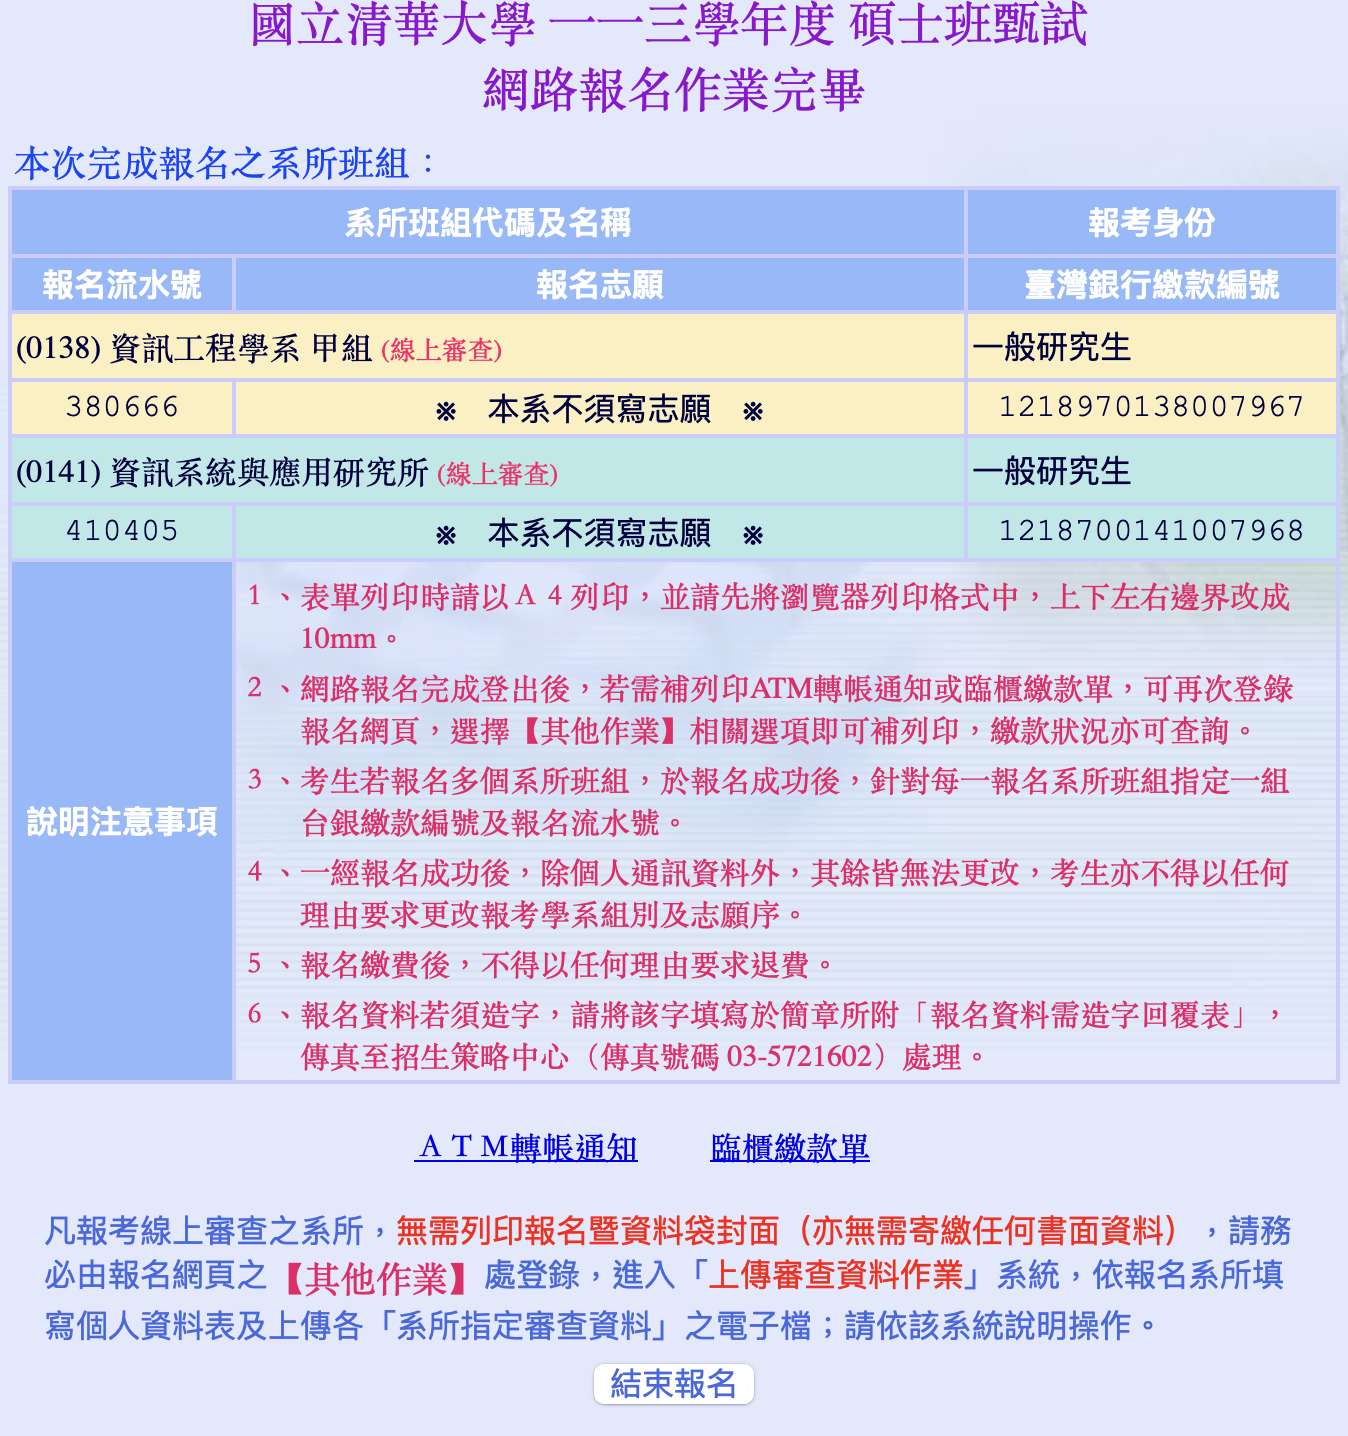 國立清華大學 一一三學年度 碩士班甄試
網路報名作業完畢
本次完成報名之系所班組：
系所班組代碼及名稱 報考身份
報名流水號 報名志願 臺灣銀行繳款編號
(0138) 資訊工程學系 甲組 (線上審查) 一般研究生
380666 ※ 本系不須寫志願 ※ 1218970138007967
(0141) 資訊系統與應用研究所 (線上審查) 一般研究生
410405 ※ 本系不須寫志願 ※ 1218700141007968
說明注意事項
１、表單列印時請以Ａ４列印，並請先將瀏覽器列印格式中，上下左右邊界改成
10mm。
２、網路報名完成登出後，若需補列印ATM轉帳通知或臨櫃繳款單，可再次登錄
報名網頁，選擇【其他作業】相關選項即可補列印，繳款狀況亦可查詢。
３、考生若報名多個系所班組，於報名成功後，針對每一報名系所班組指定一組
台銀繳款編號及報名流水號。
４、一經報名成功後，除個人通訊資料外，其餘皆無法更改，考生亦不得以任何
理由要求更改報考學系組別及志願序。
５、報名繳費後，不得以任何理由要求退費。
６、報名資料若須造字，請將該字填寫於簡章所附「報名資料需造字回覆表」，
傳真至招生策略中心（傳真號碼 03-5721602）處理。
ＡＴＭ轉帳通知 臨櫃繳款單
凡報考線上審查之系所，無需列印報名暨資料袋封面（亦無需寄繳任何書面資料），請務
必由報名網頁之【其他作業】處登錄，進入「上傳審查資料作業」系統，依報名系所填
寫個人資料表及上傳各「系所指定審查資料」之電子檔；請依該系統說明操作。
結束報名